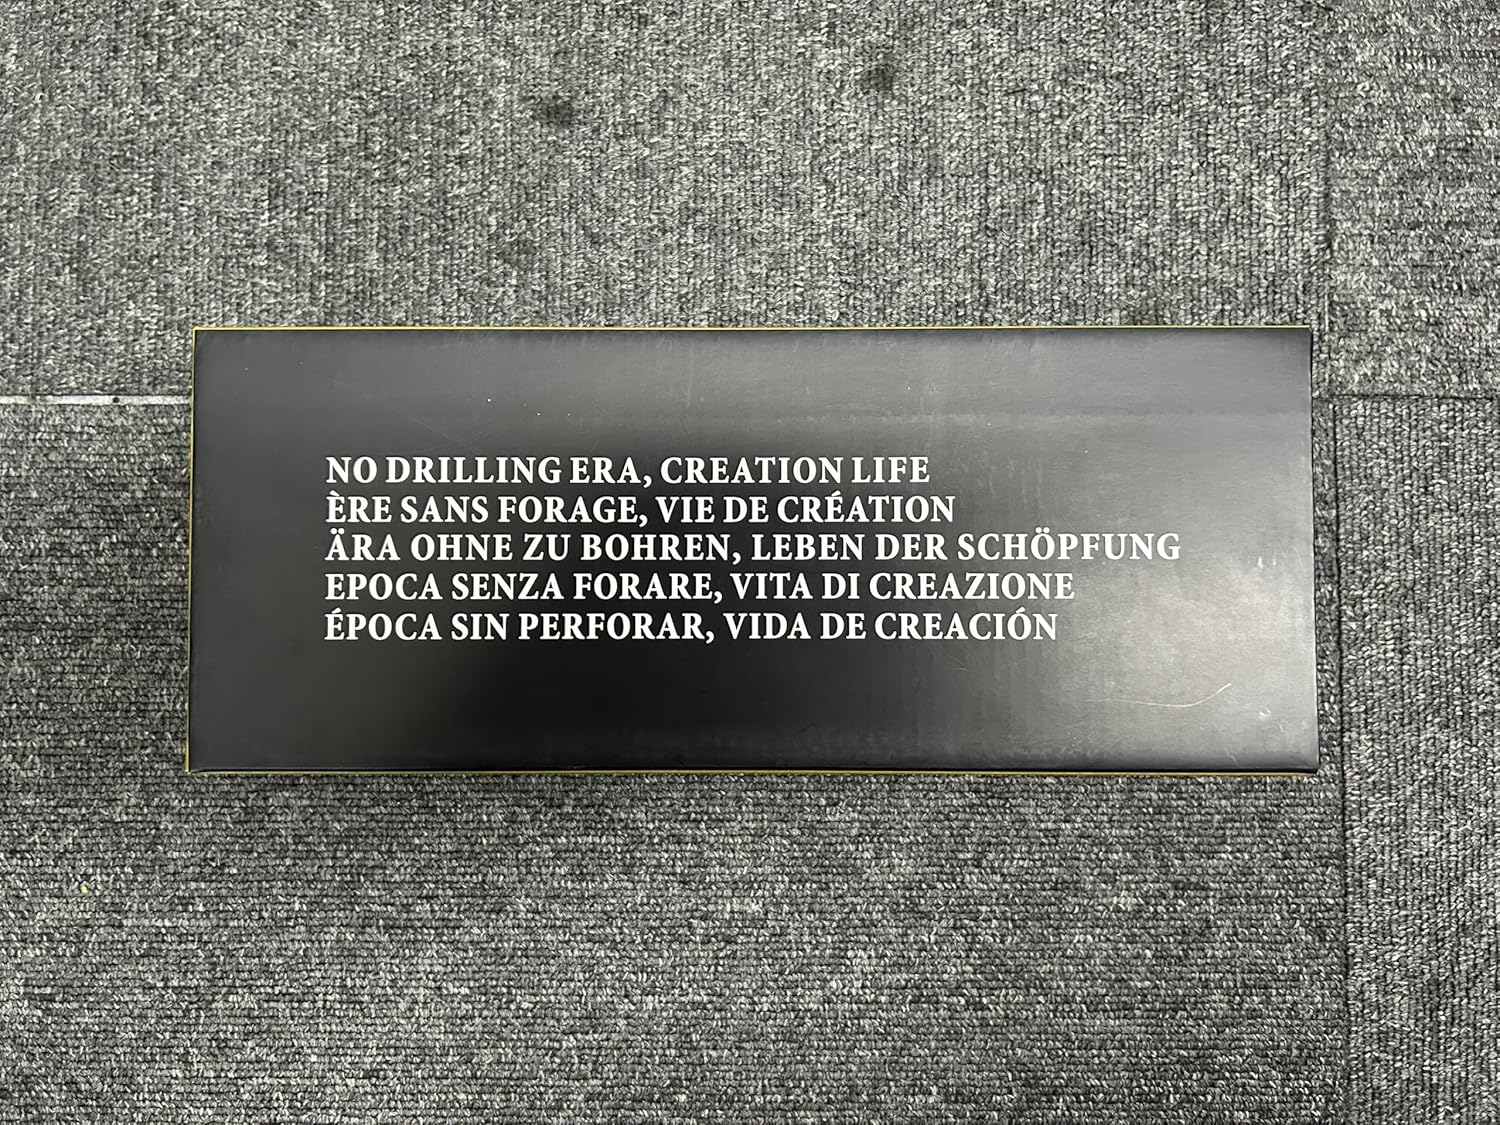 NO DRILLING ERA, CREATION LIFE
ÈRE SANS FORAGE, VIE DE CRÉATION
ÄRA OHNE ZU BOHREN, LEBEN DER SCHÖPFUNG
EPOCA SENZA FORARE, VITA DI CREAZIONE
ÉPOCA SIN PERFORAR, VIDA DE CREACIÓN